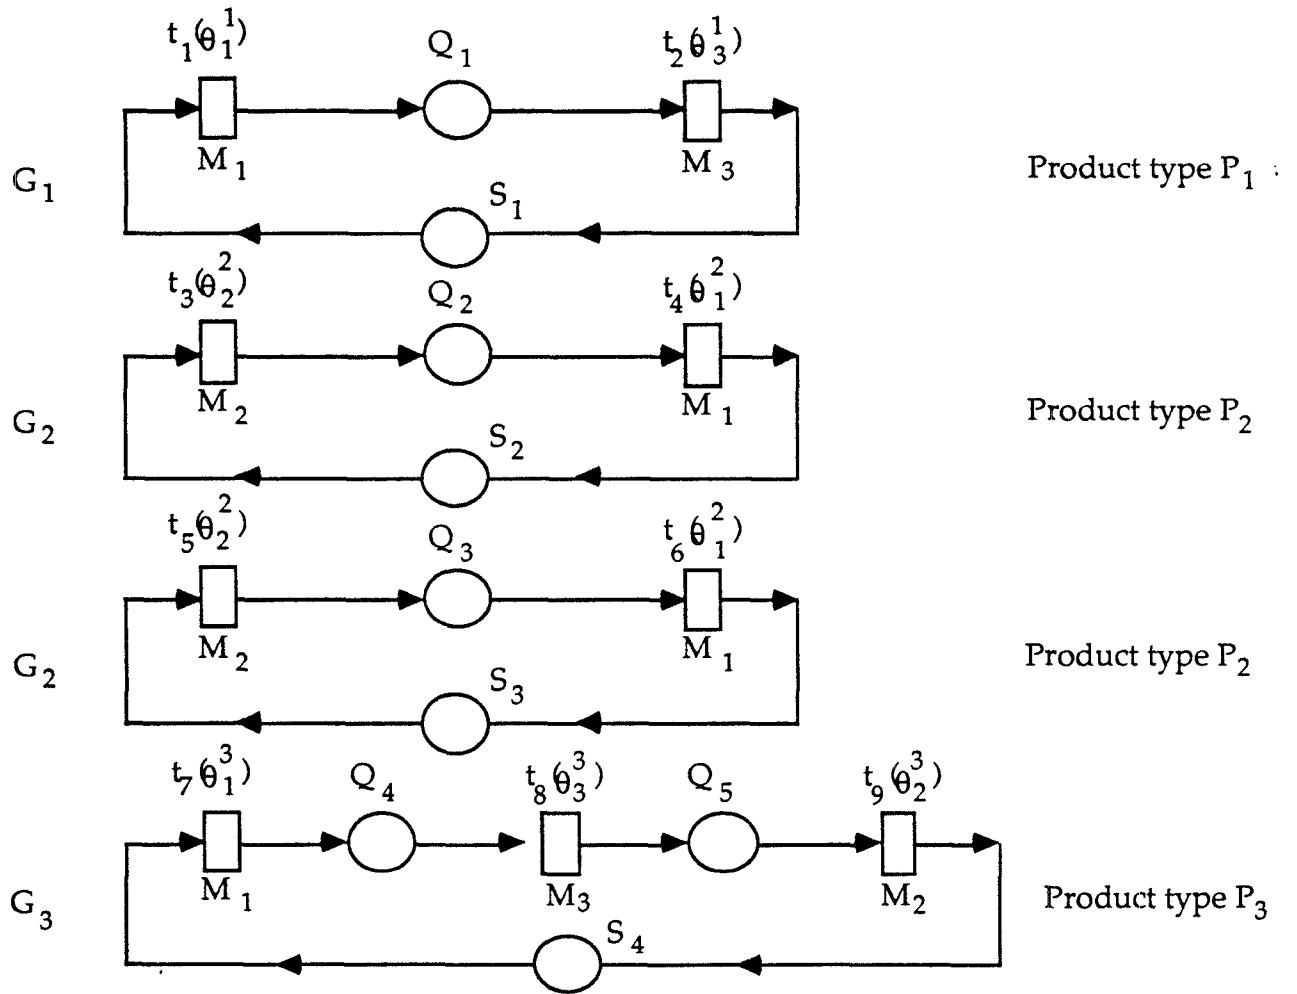 t₁(θ₁¹) Q₁ t₂(θ₃¹)
M₁ M₃
G₁ S₁ Product type P₁
t₃(θ₂²) Q₂ t₄(θ₁²)
M₂ M₁
G₂ S₂ Product type P₂
t₅(θ₂²) Q₃ t₆(θ₁²)
M₂ M₁
G₂ S₃ Product type P₂
t₇(θ₁³) Q₄ t₈(θ₃³) Q₅ t₉(θ₂³)
M₁ M₃ M₂
G₃ S₄ Product type P₃